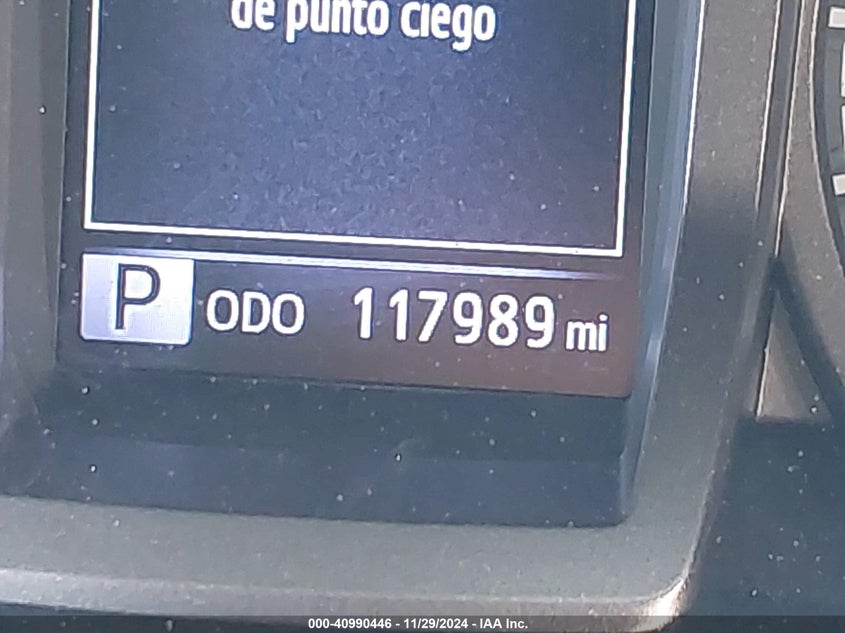 de punto ciego
P ODO 117989 mi
000-40990446 - 11/29/2024 - IAA Inc.